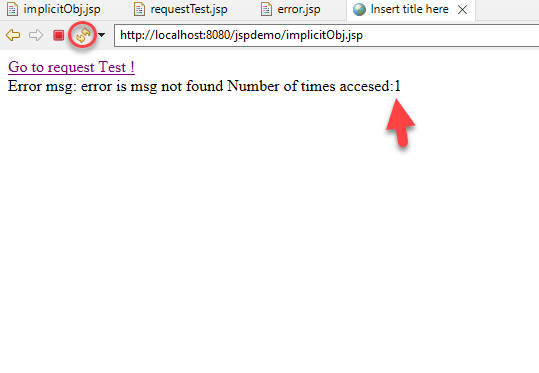 implicitObj.jsp requestTest.jsp error.jsp Insert title here
http://localhost:8080/jspdemo/implicitObj.jsp
Go to request Test !
Error msg: error is msg not found Number of times accesed:1